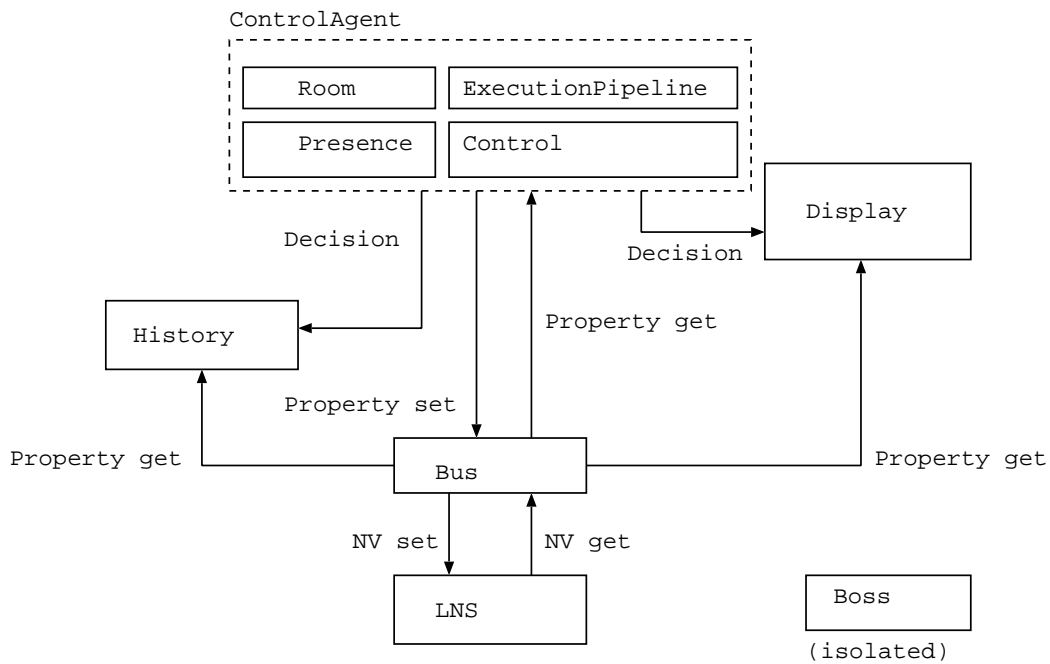 ControlAgent
Room
ExecutionPipeline
Presence
Control
Display
Decision
Decision
History
Property get
Property set
Property get
Bus
Property get
NV set
NV get
LNS
Boss
(isolated)